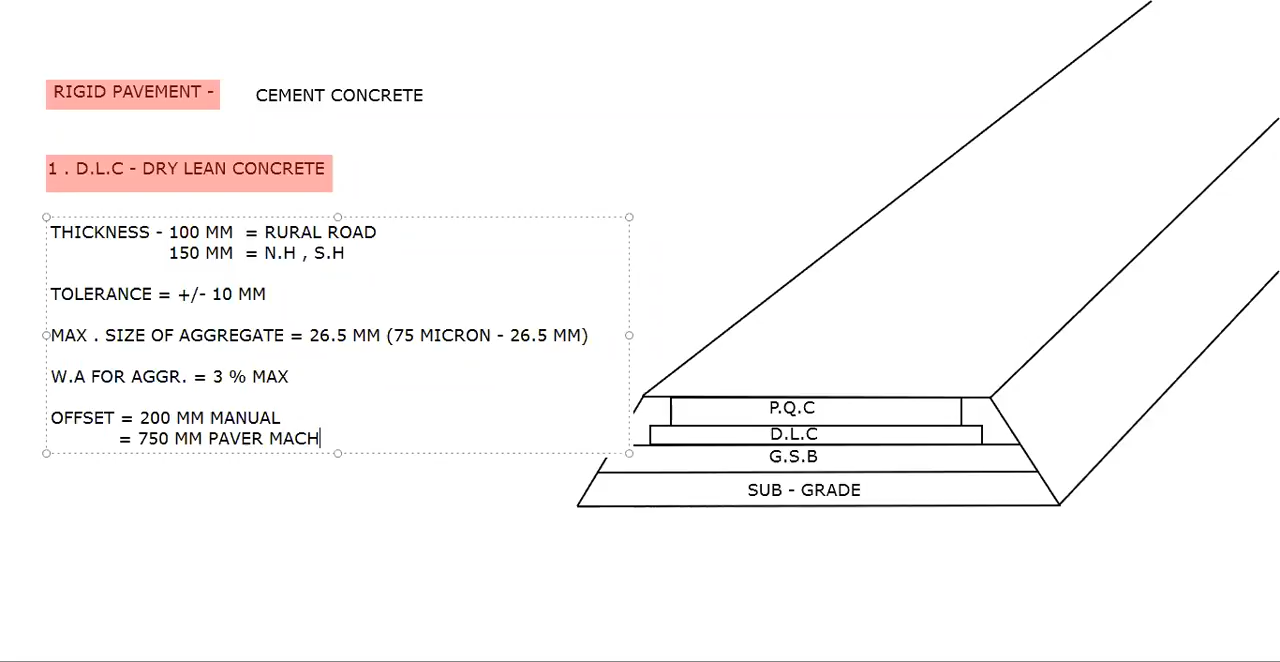 RIGID PAVEMENT - CEMENT CONCRETE
1 . D.L.C - DRY LEAN CONCRETE
THICKNESS - 100 MM = RURAL ROAD
150 MM = N.H , S.H
TOLERANCE = +/- 10 MM
MAX . SIZE OF AGGREGATE = 26.5 MM (75 MICRON - 26.5 MM)
W.A FOR AGGR. = 3 % MAX
OFFSET = 200 MM MANUAL
= 750 MM PAVER MACH
P.Q.C
D.L.C
G.S.B
SUB - GRADE